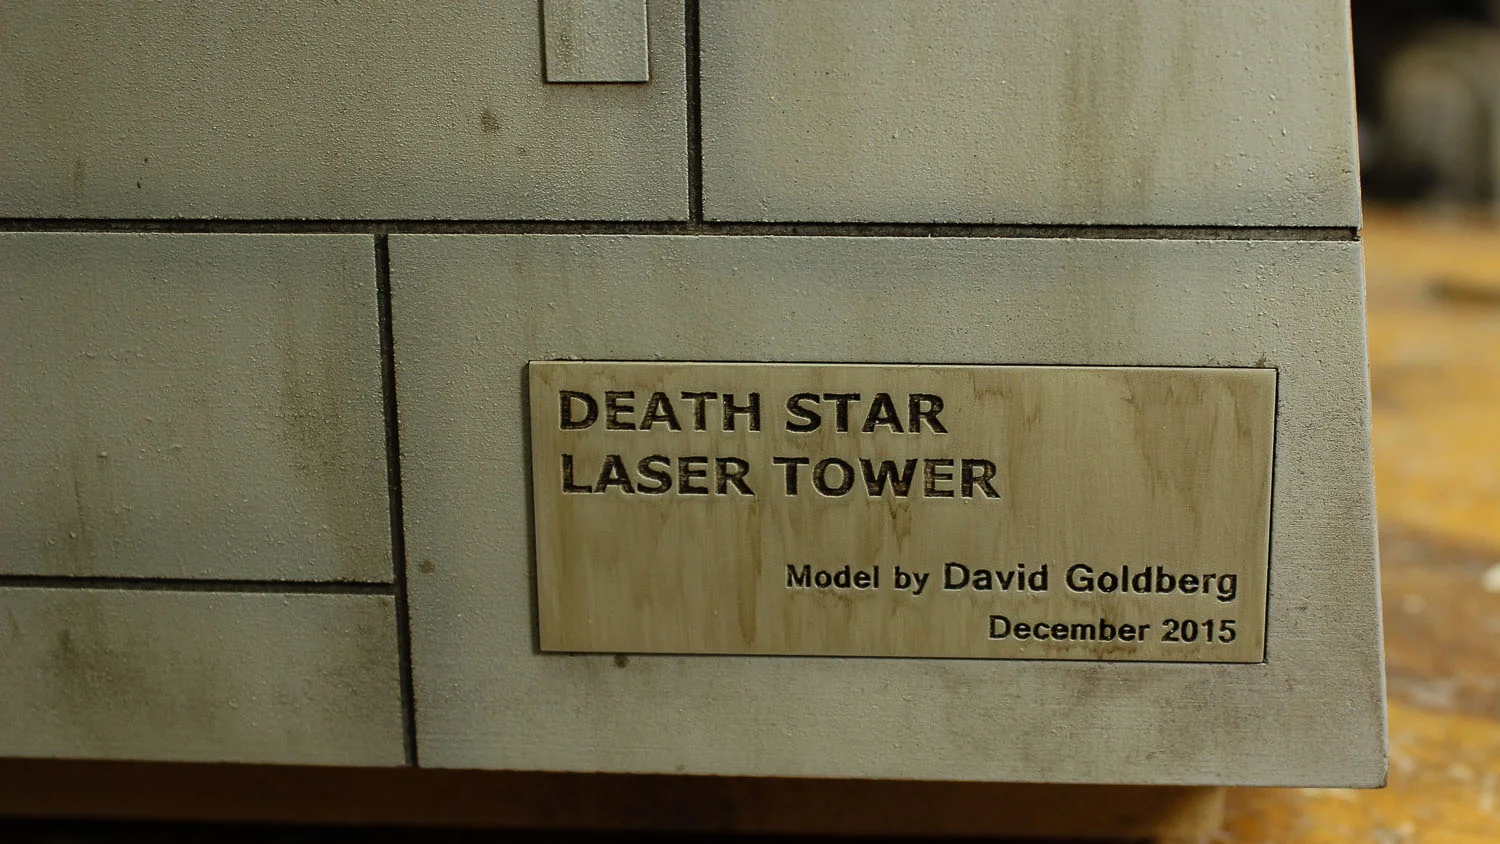 DEATH STAR
LASER TOWER
Model by David Goldberg
December 2015